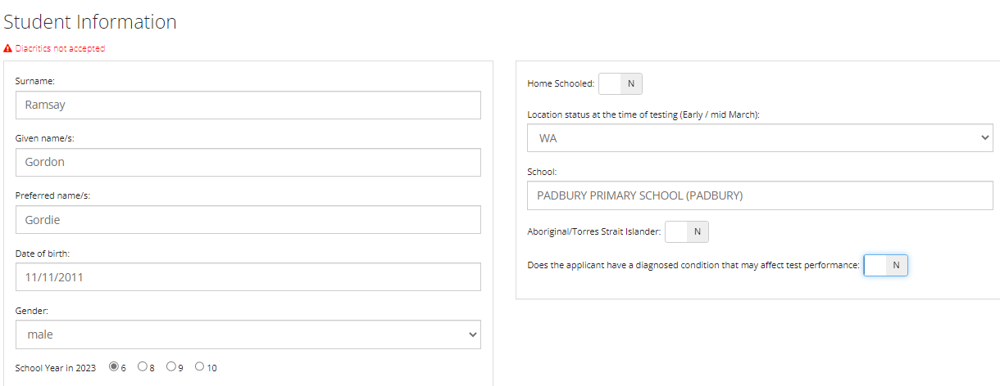 Student Information
Diacritics not accepted
Surname:
Ramsay
Given name/s:
Gordon
Preferred name/s:
Gordie
Date of birth:
11/11/2011
Gender:
male
School Year in 2023 6 8 9 10
Home Schooled: N
Location status at the time of testing (Early / mid March):
WA
School:
PADBURY PRIMARY SCHOOL (PADBURY)
Aboriginal/Torres Strait Islander: N
Does the applicant have a diagnosed condition that may affect test performance: N